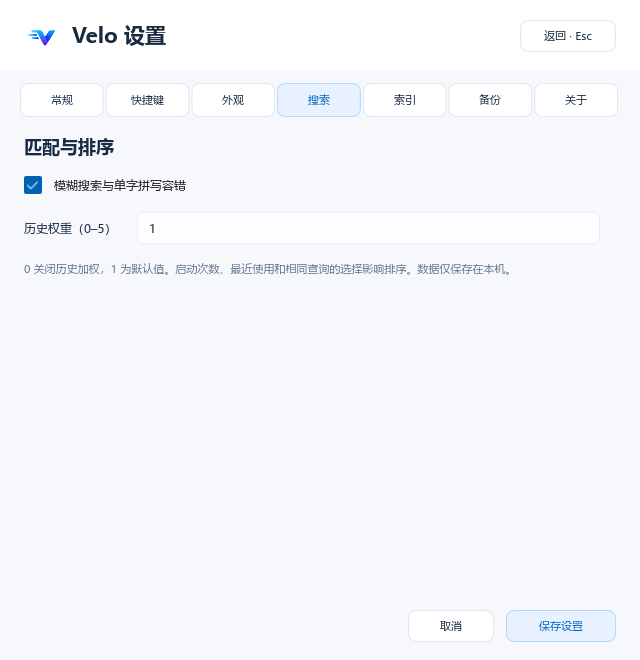 Velo 设置
返回 · Esc
常规
快捷键
外观
搜索
索引
备份
关于
匹配与排序
模糊搜索与单字拼写容错
历史权重（0–5）
1
0 关闭历史加权，1 为默认值。启动次数、最近使用和相同查询的选择影响排序。数据仅保存在本机。
取消
保存设置